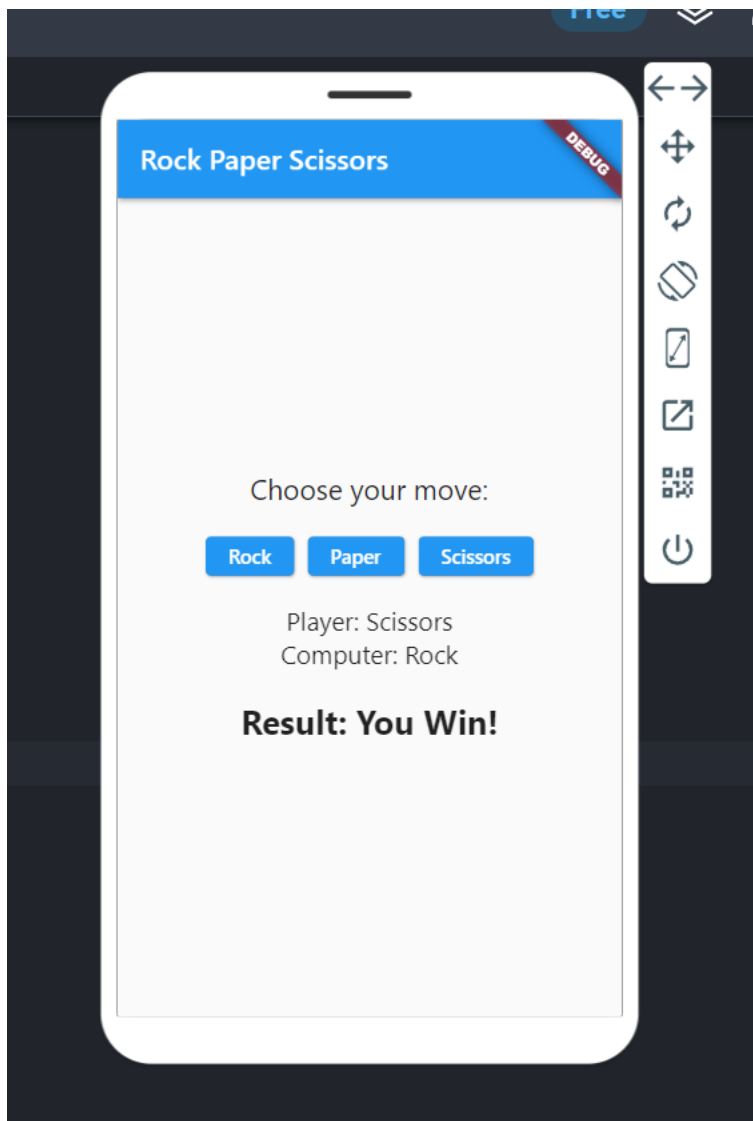 Free
Rock Paper Scissors
DEBUG
Choose your move:
Rock Paper Scissors
Player: Scissors
Computer: Rock
Result: You Win!